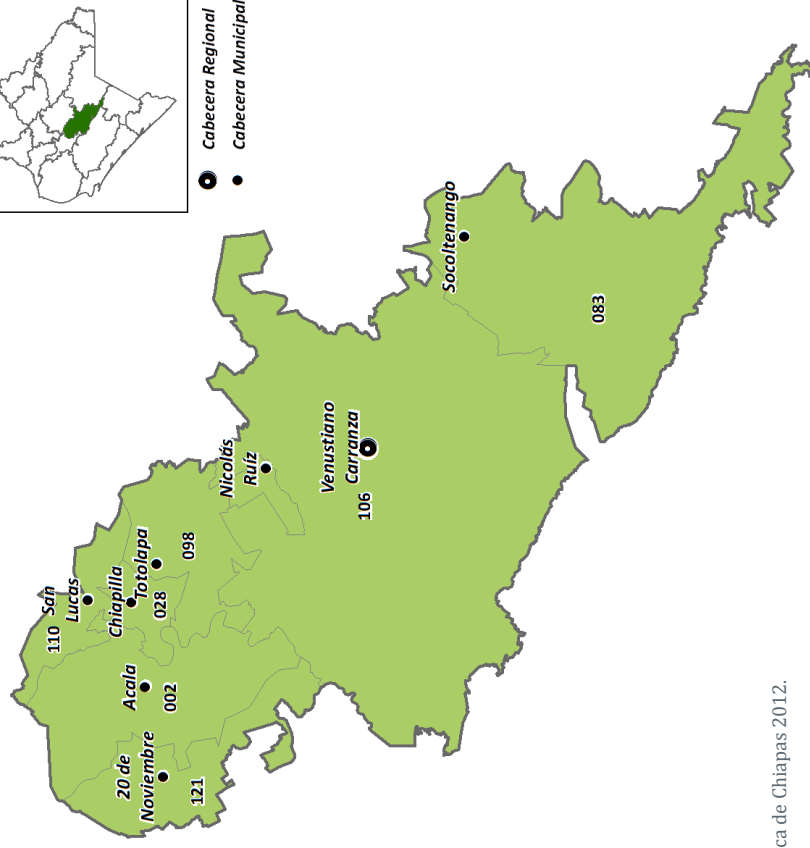 Cabecera Regional
Cabecera Municipal
San
Lucas
110
Chiapilla
028
Totolapa
098
Acala
002
20 de
Noviembre
121
Nicolás
Ruíz
Venustiano
Carranza
106
Socoltenango
083
ca de Chiapas 2012.